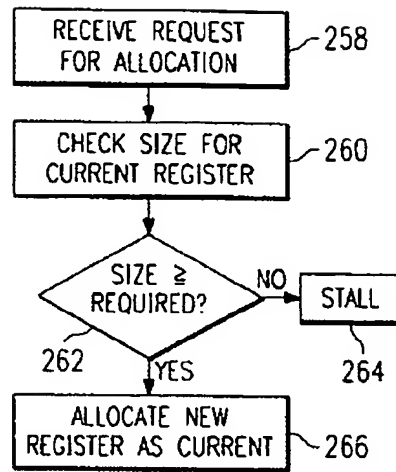 RECEIVE REQUEST
FOR ALLOCATION
258
CHECK SIZE FOR
CURRENT REGISTER
260
SIZE ≧
REQUIRED?
NO
STALL
262
264
YES
ALLOCATE NEW
REGISTER AS CURRENT
266